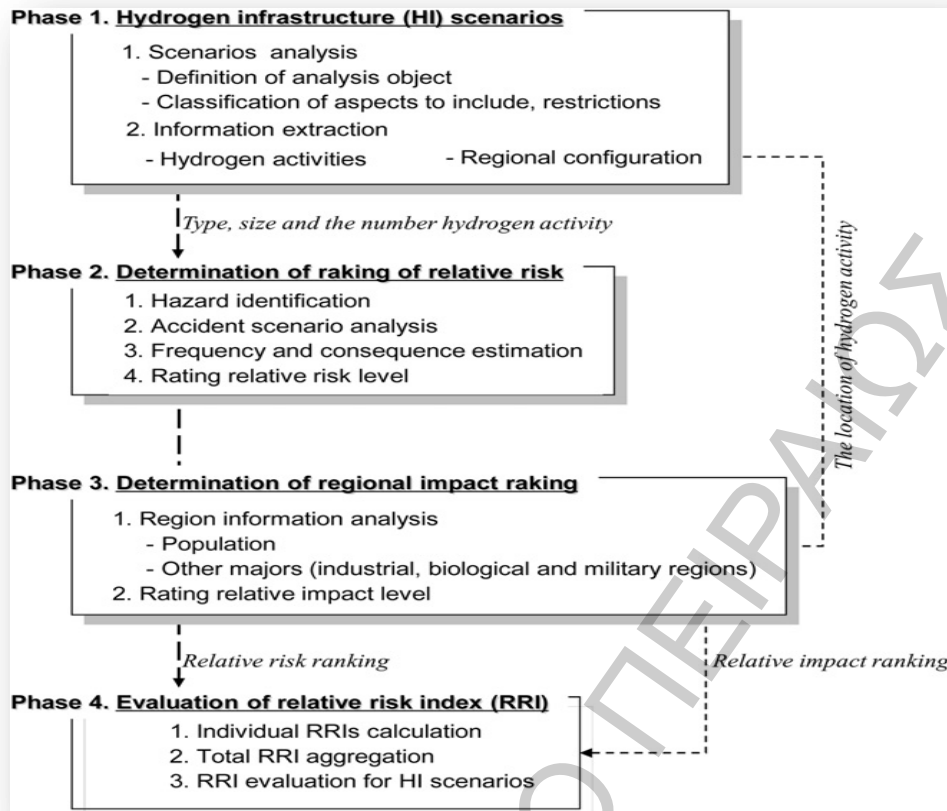 Phase 1. Hydrogen infrastructure (HI) scenarios
1. Scenarios analysis
- Definition of analysis object
- Classification of aspects to include, restrictions
2. Information extraction
- Hydrogen activities - Regional configuration
Type, size and the number hydrogen activity
The location of hydrogen activity
Phase 2. Determination of raking of relative risk
1. Hazard identification
2. Accident scenario analysis
3. Frequency and consequence estimation
4. Rating relative risk level
Phase 3. Determination of regional impact raking
1. Region information analysis
- Population
- Other majors (industrial, biological and military regions)
2. Rating relative impact level
Relative risk ranking
Relative impact ranking
Phase 4. Evaluation of relative risk index (RRI)
1. Individual RRIs calculation
2. Total RRI aggregation
3. RRI evaluation for HI scenarios
Ο ΠΕΙΡΑΙΩΣ